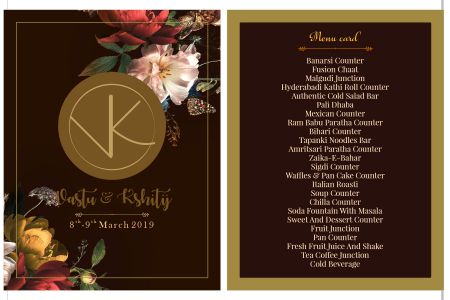 VK
Vastu & Kshity
8th-9th March 2019
Menu card
Banarsi Counter
Fusion Chaat
Malgadi Junction
Hyderabadi Kathi Roll Counter
Authentic Cold Salad Bar
Pali Dhaba
Mexican Counter
Ram Babu Paratha Counter
Bihari Counter
Tapanki Noodles Bar
Amritsari Paratha Counter
Zaika-E-Bahar
Sigdi Counter
Waffles & Pan Cake Counter
Italian Roasti
Soup Counter
Chilla Counter
Soda Fountain With Masala
Sweet And Dessert Counter
Fruit Junction
Pan Counter
Fresh Fruit Juice And Shake
Tea Coffee Junction
Cold Beverage